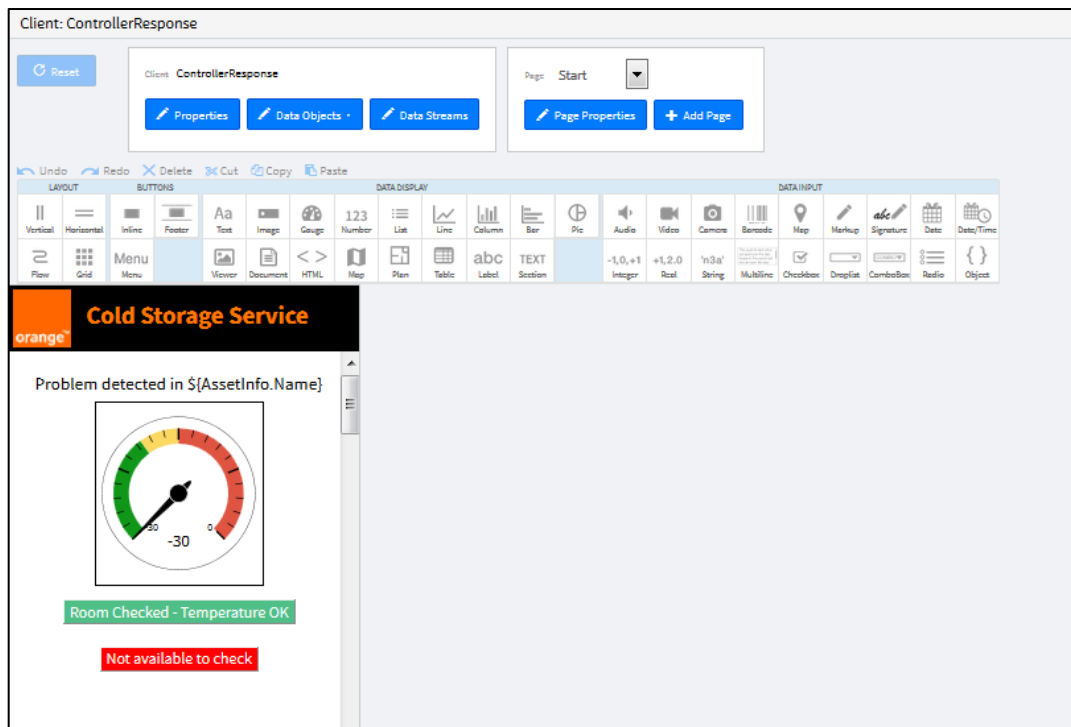 Client: ControllerResponse
Reset
Client ControllerResponse
Properties Data Objects Data Streams
Page Start
Page Properties Add Page
Undo Redo Delete Cut Copy Paste
LAYOUT BUTTONS DATA DISPLAY DATA INPUT
Aa 123
Vertical Horizontal Inline Footer Text Image Gauge Number List Line Column Bar Pie Audio Video Camera Barcode Map Markup Signature Date Date/Time
Menu < > abc TEXT -1,0,+1 +1,2.0 'n3a' { }
Flow Grid Menu Viewer Document HTML Map Plan Table Label Section Integer Real String Multiline Checkbox Droplist ComboBox Radio Object
orange™
Cold Storage Service
Problem detected in ${AssetInfo.Name}
-30 0
-30
Room Checked - Temperature OK
Not available to check